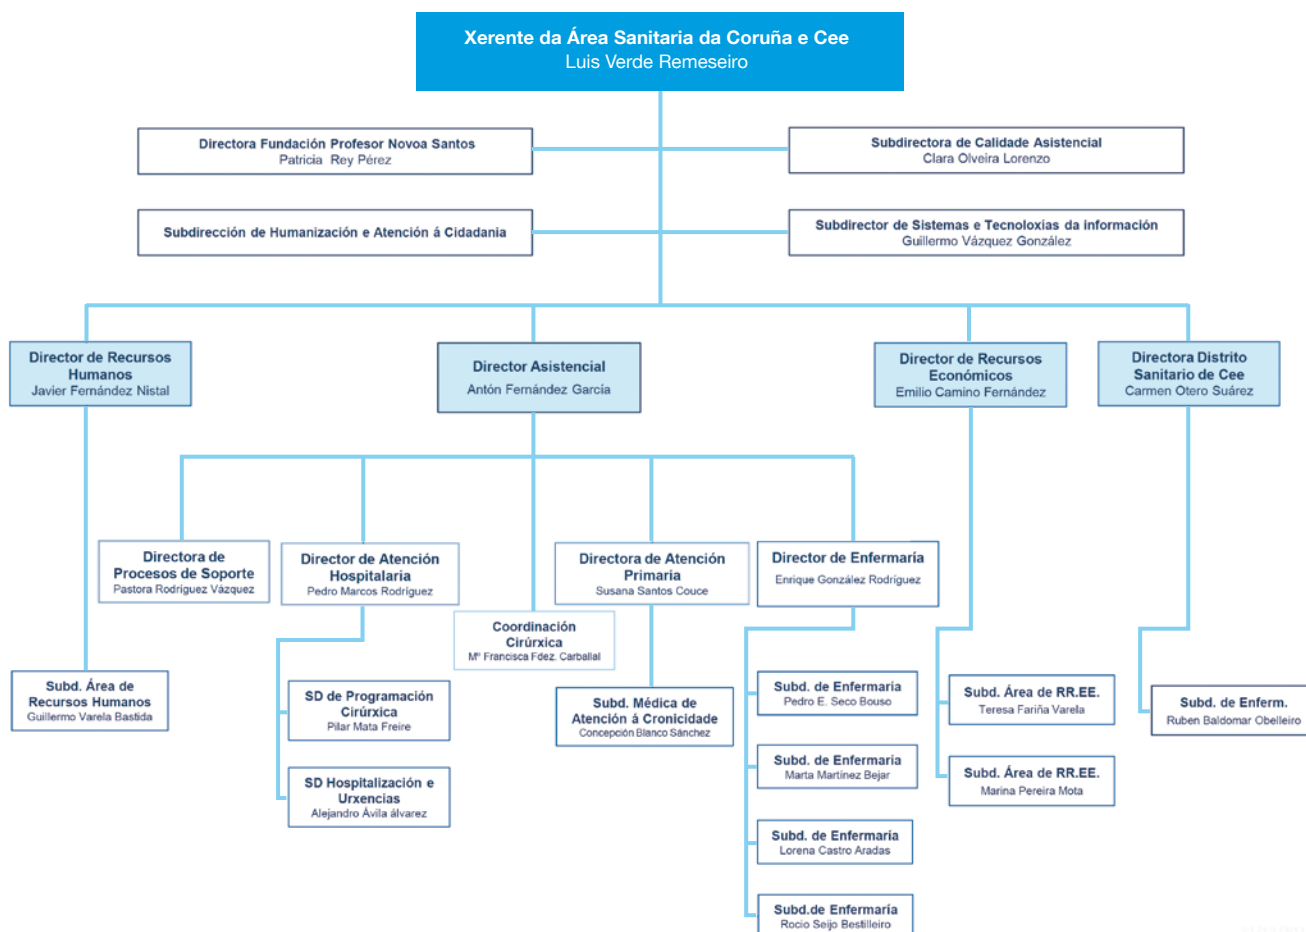 Xerente da Área Sanitaria da Coruña e Cee
Luis Verde Remeseiro
Directora Fundación Profesor Novoa Santos
Patricia Rey Pérez
Subdirectora de Calidade Asistencial
Clara Olveira Lorenzo
Subdirección de Humanización e Atención á Cidadania
Subdirector de Sistemas e Tecnoloxias da información
Guillermo Vázquez González
Director de Recursos
Humanos
Javier Fernández Nistal
Director Asistencial
Antón Fernández García
Director de Recursos
Económicos
Emilio Camino Fernández
Directora Distrito
Sanitario de Cee
Carmen Otero Suárez
Directora de
Procesos de Soporte
Pastora Rodríguez Vázquez
Director de Atención
Hospitalaria
Pedro Marcos Rodríguez
Coordinación
Cirúrxica
Mº Francisca Fdez. Carballal
Directora de Atención
Primaria
Susana Santos Couce
Director de Enfermaría
Enrique González Rodríguez
Subd. Área de
Recursos Humanos
Guillermo Varela Bastida
SD de Programación
Cirúrxica
Pilar Mata Freire
SD Hospitalización e
Urxencias
Alejandro Ávila álvarez
Subd. Médica de
Atención á Cronicidade
Concepción Blanco Sánchez
Subd. de Enfermaría
Pedro E. Seco Bouso
Subd. de Enfermaría
Marta Martínez Bejar
Subd. de Enfermaría
Lorena Castro Aradas
Subd.de Enfermaría
Rocio Seijo Bestilleiro
Subd. Área de RR.EE.
Teresa Fariña Varela
Subd. Área de RR.EE.
Marina Pereira Mota
Subd. de Enferm.
Ruben Baldomar Obelleiro